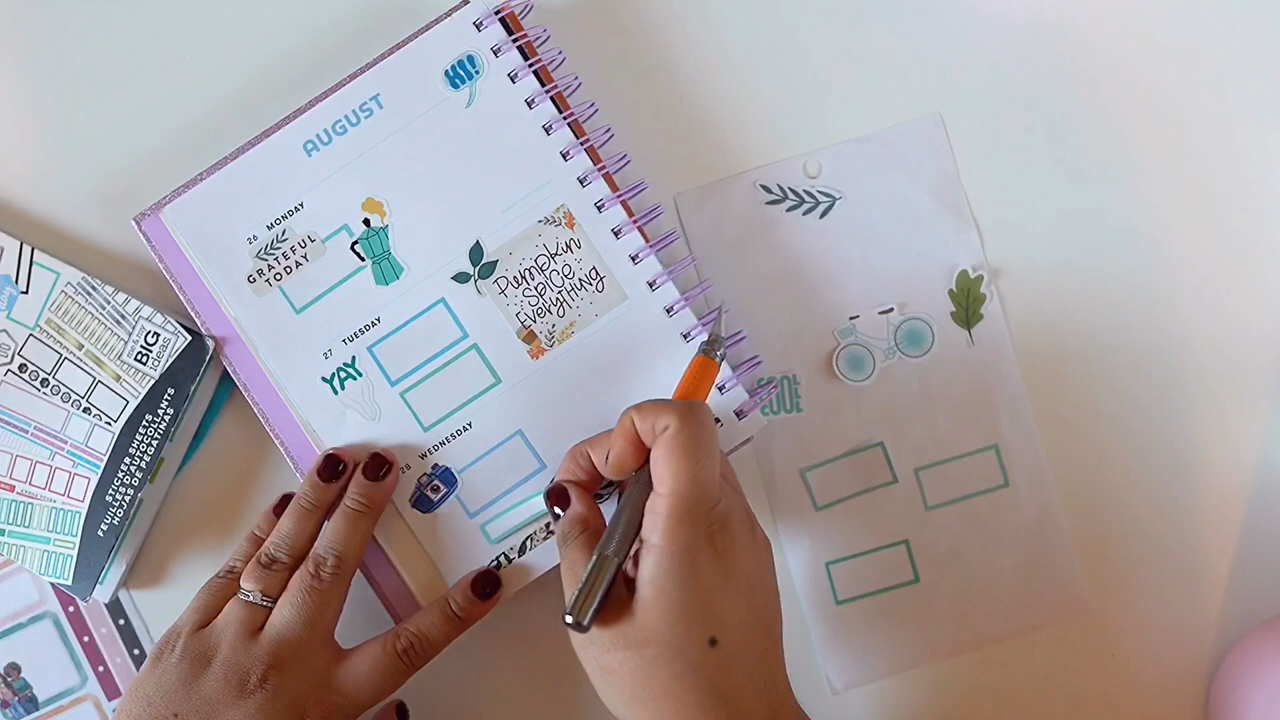 AUGUST
HI!
26 MONDAY
GRATEFUL
TODAY
27 TUESDAY
YAY
Pumpkin
Spice
Everything
28 WEDNESDAY
COOL
BIG
ideas
STICKER SHEETS
FEUILLES D'AUTOCOLLANTS
HOJAS DE PEGATINAS